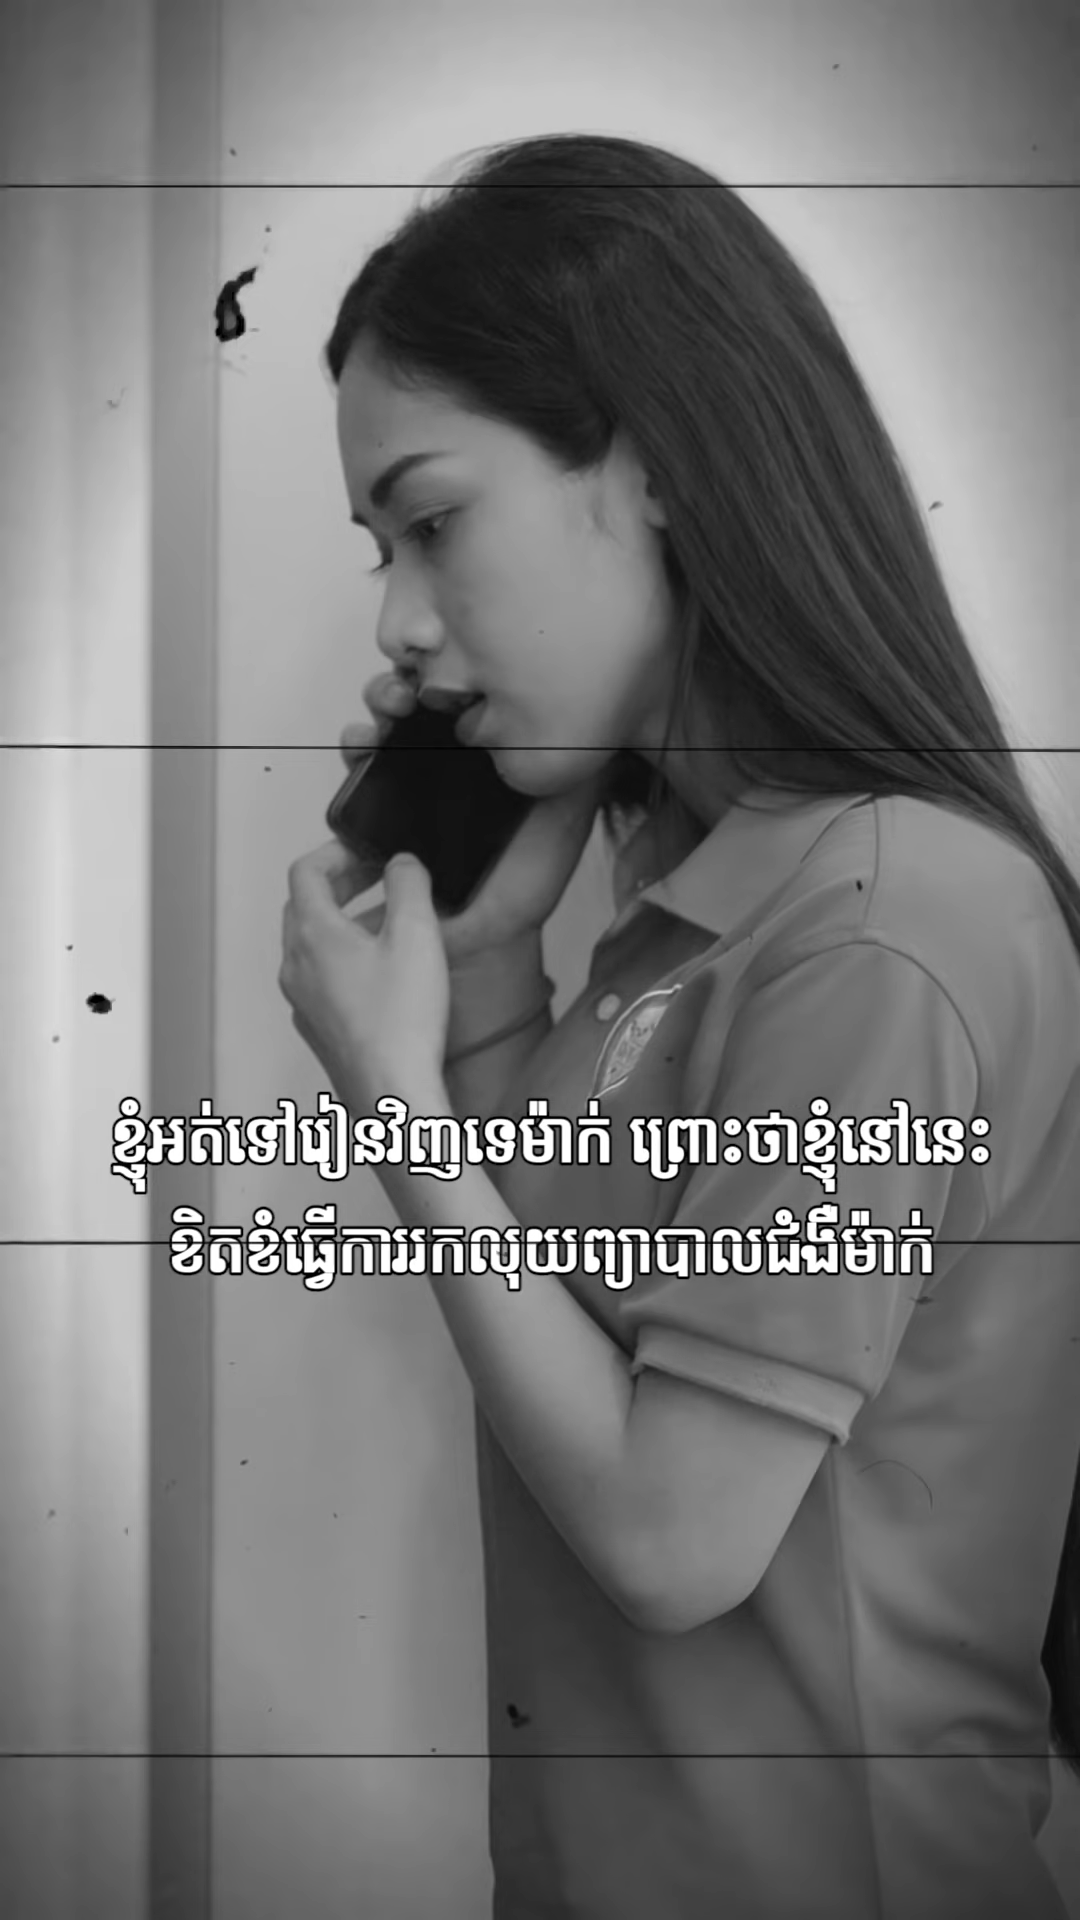 ខ្ញុំអត់ទៅរៀនវិញទេម៉ាក់ ព្រោះថាខ្ញុំនៅនេះ
ខិតខំធ្វើការរកលុយព្យាបាលជំងឺម៉ាក់